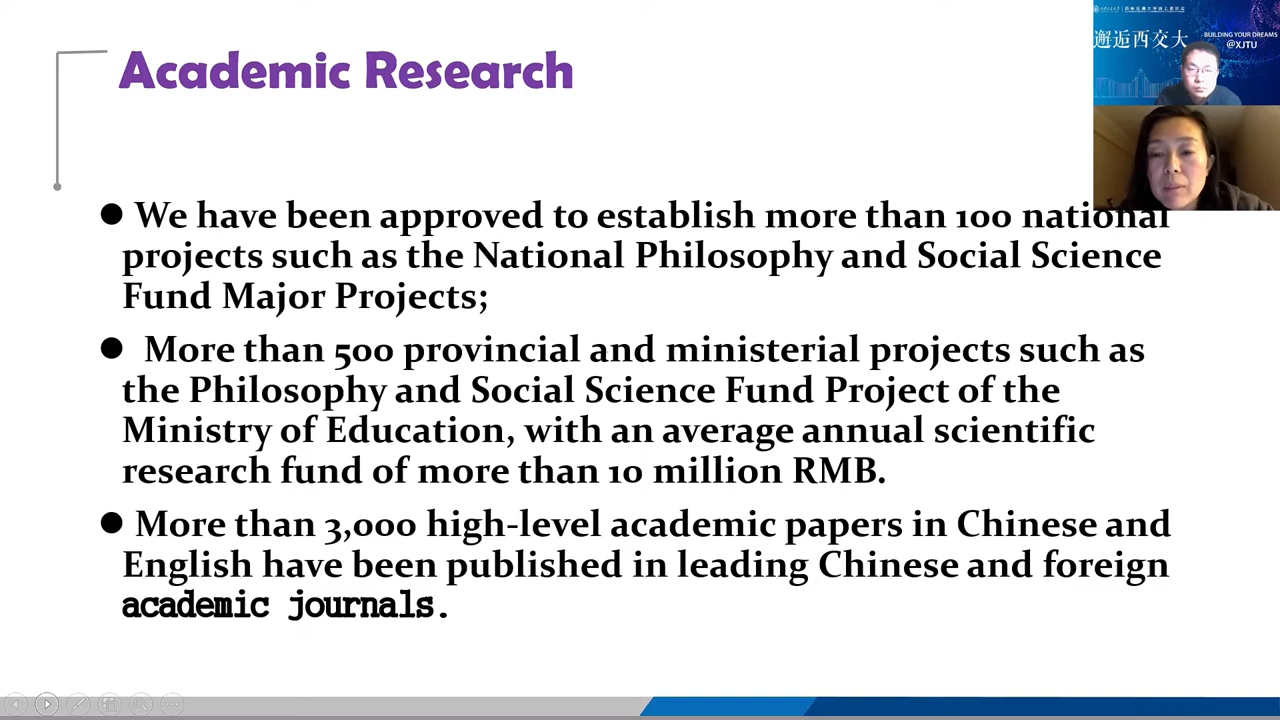 Academic Research
邂逅西交大
BUILDING YOUR DREAMS
@XJTU
● We have been approved to establish more than 100 national
projects such as the National Philosophy and Social Science
Fund Major Projects;
● More than 500 provincial and ministerial projects such as
the Philosophy and Social Science Fund Project of the
Ministry of Education, with an average annual scientific
research fund of more than 10 million RMB.
● More than 3,000 high-level academic papers in Chinese and
English have been published in leading Chinese and foreign
academic journals.